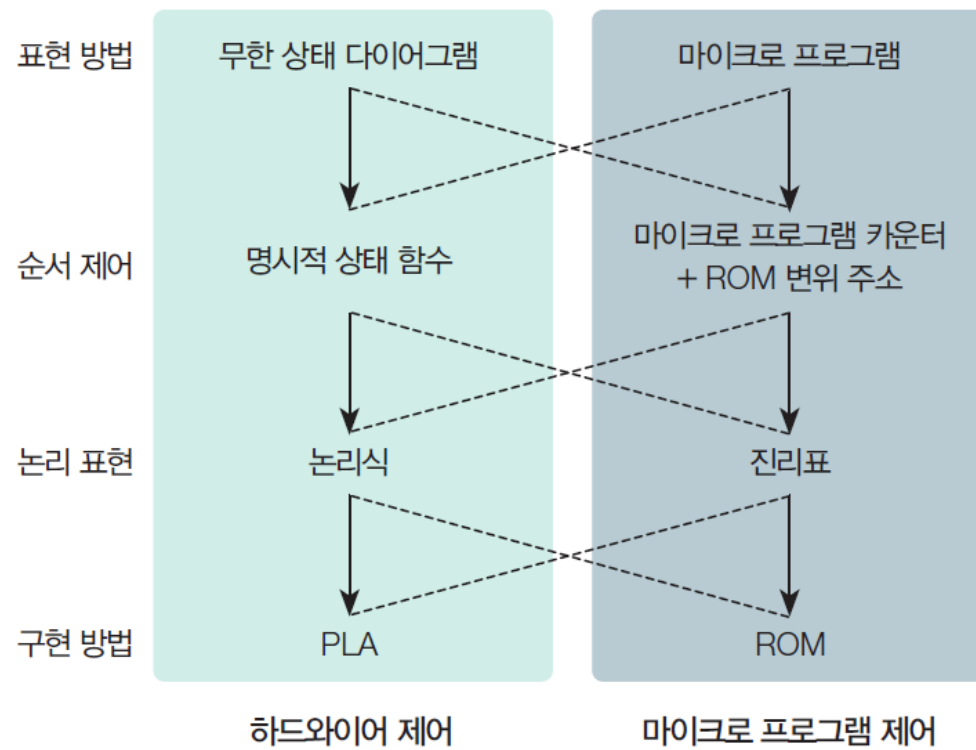 표현 방법
무한 상태 다이어그램
마이크로 프로그램
순서 제어
명시적 상태 함수
마이크로 프로그램 카운터
+ ROM 변위 주소
논리 표현
논리식
진리표
구현 방법
PLA
ROM
하드와이어 제어
마이크로 프로그램 제어